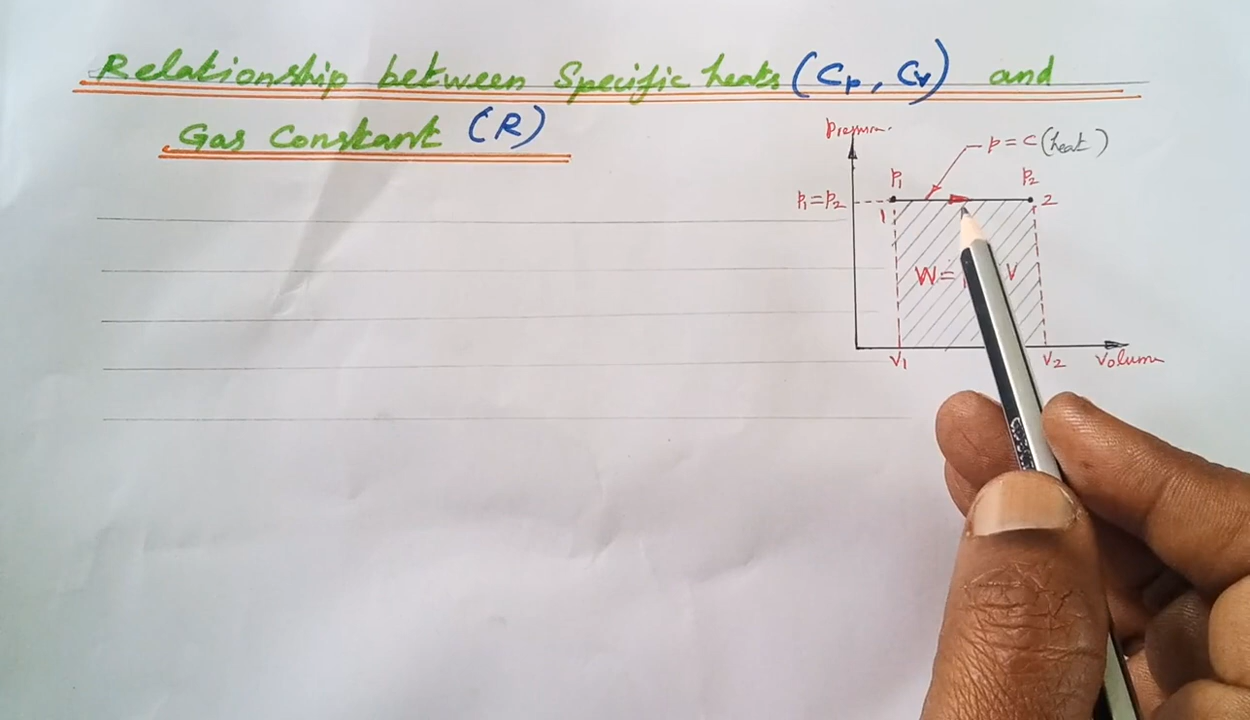 Relationship between Specific heats (Cp, Cv) and
Gas Constant (R)
Pressure
p = C (heat)
P1 P2
P1 = P2
1 2
W = V
V1 V2 Volume